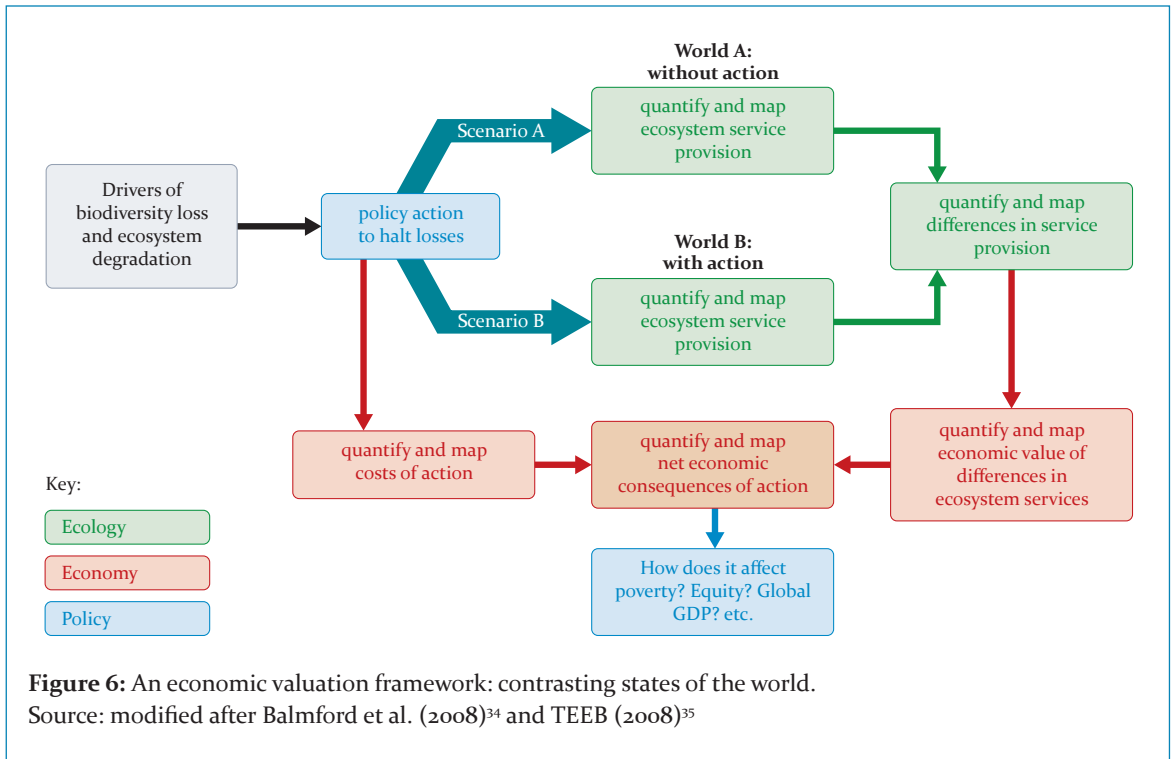 World A:
without action
quantify and map
ecosystem service
provision
Scenario A
Drivers of
biodiversity loss
and ecosystem
degradation
policy action
to halt losses
quantify and map
differences in service
provision
World B:
with action
Scenario B
quantify and map
ecosystem service
provision
quantify and map
costs of action
quantify and map
net economic
consequences of action
quantify and map
economic value of
differences in
ecosystem services
Key:
Ecology
Economy
Policy
How does it affect
poverty? Equity? Global
GDP? etc.
Figure 6: An economic valuation framework: contrasting states of the world.
Source: modified after Balmford et al. (2008)³⁴ and TEEB (2008)³⁵